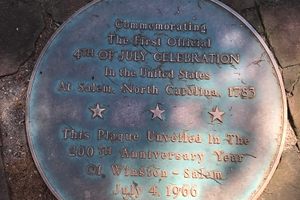 Commemorating
The First Official
4TH OF JULY CELEBRATION
In the United States
At Salem, North Carolina, 1783
This Plaque Unveiled In The
200th Anniversary Year
Of Winston-Salem
July 4, 1966